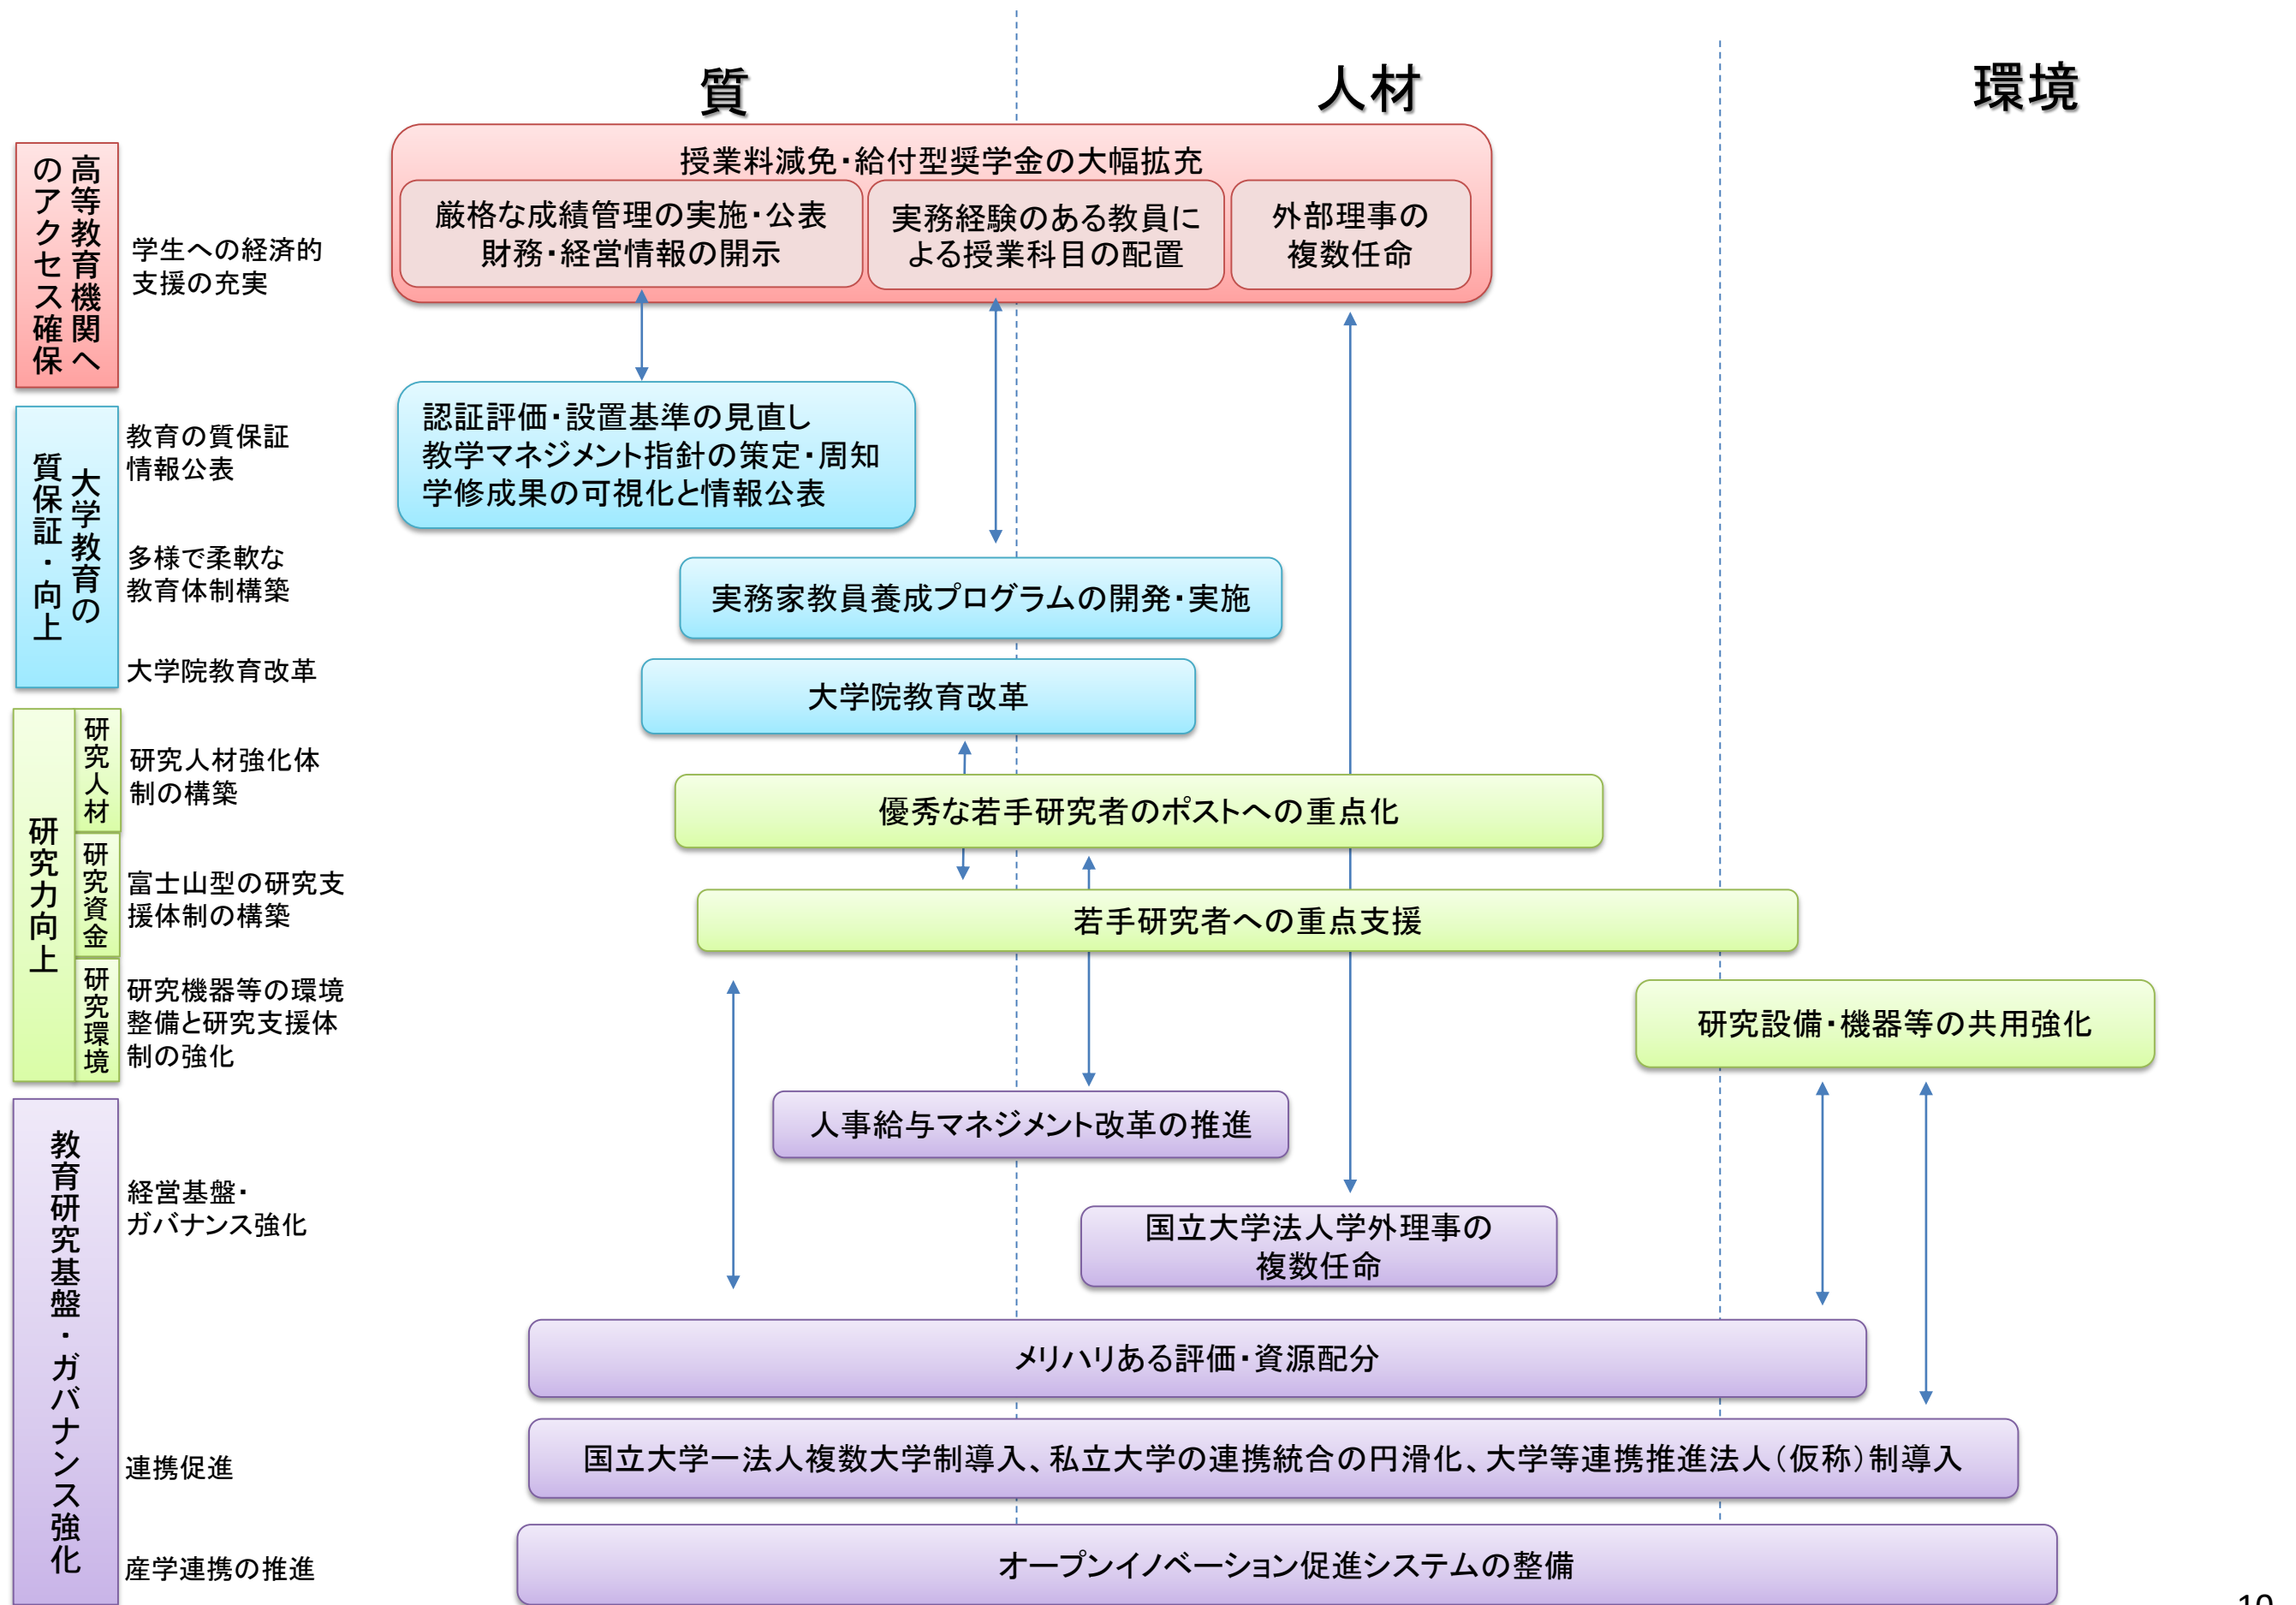 質
人材
環境
高等教育機関へ
のアクセス確保
学生への経済的
支援の充実
授業料減免・給付型奨学金の大幅拡充
厳格な成績管理の実施・公表
財務・経営情報の開示
実務経験のある教員に
よる授業科目の配置
外部理事の
複数任命
大学教育の
質保証・向上
教育の質保証
情報公表
認証評価・設置基準の見直し
教学マネジメント指針の策定・周知
学修成果の可視化と情報公表
多様で柔軟な
教育体制構築
実務家教員養成プログラムの開発・実施
大学院教育改革
大学院教育改革
研究力向上
研究人材
研究人材強化体
制の構築
優秀な若手研究者のポストへの重点化
研究資金
富士山型の研究支
援体制の構築
若手研究者への重点支援
研究環境
研究機器等の環境
整備と研究支援体
制の強化
研究設備・機器等の共用強化
教育研究基盤・ガバナンス強化
人事給与マネジメント改革の推進
経営基盤・
ガバナンス強化
国立大学法人学外理事の
複数任命
メリハリある評価・資源配分
連携促進
国立大学一法人複数大学制導入、私立大学の連携統合の円滑化、大学等連携推進法人(仮称)制導入
産学連携の推進
オープンイノベーション促進システムの整備
10